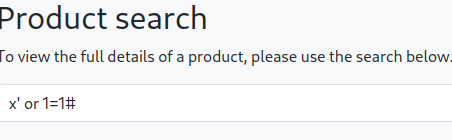 Product search
To view the full details of a product, please use the search below.
x' or 1=1#